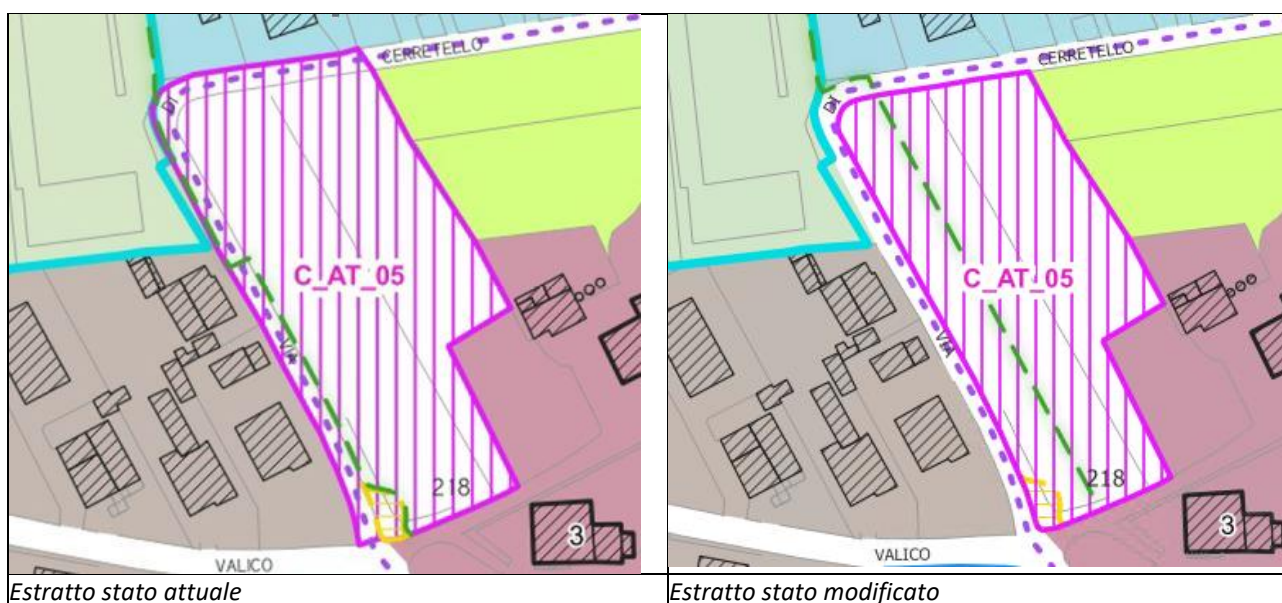 CERRETELLO
DI
C_AT_05
VIA
218
3
VALICO
Estratto stato attuale
CERRETELLO
DI
C_AT_05
VIA
218
3
VALICO
Estratto stato modificato